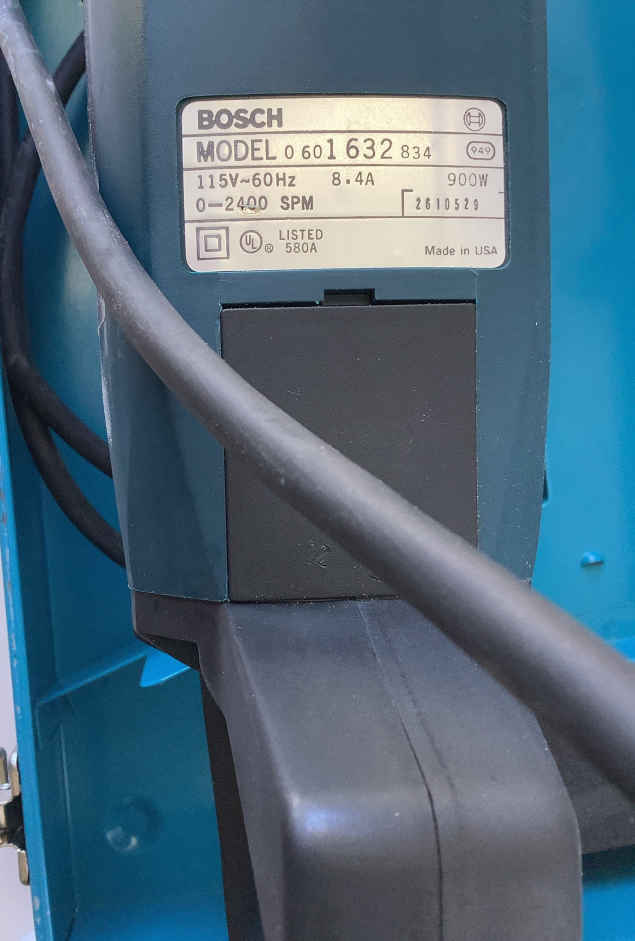 BOSCH
MODEL 0 601 632 834 949
115V~60Hz 8.4A 900W
0-2400 SPM 2610529
UL ® LISTED
580A Made in USA